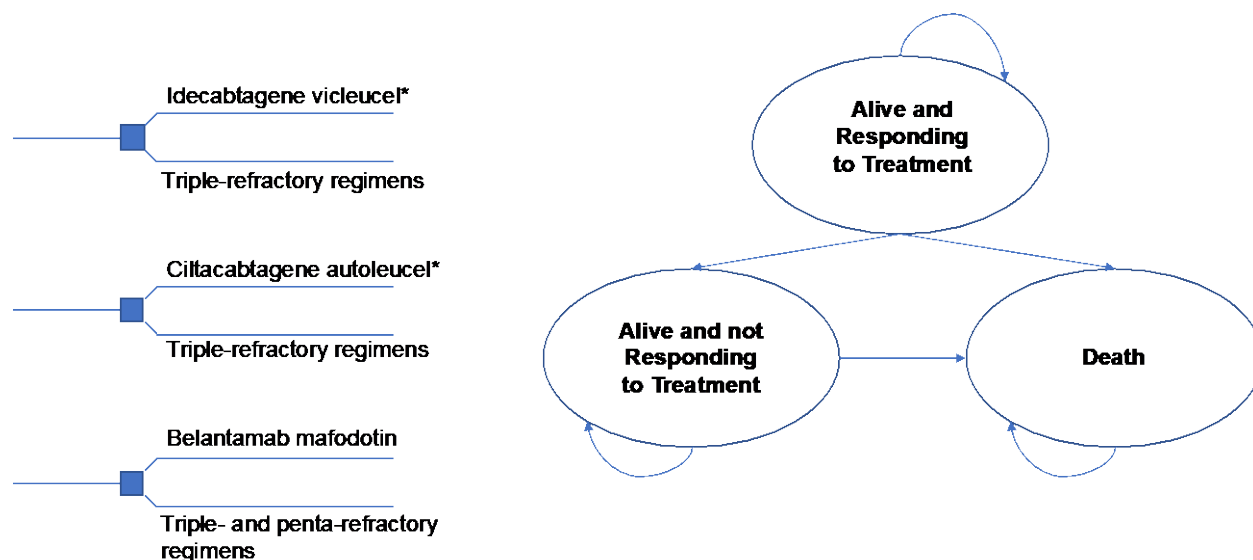 Idecabtagene vicleucel*
Triple-refractory regimens
Ciltacabtagene autoleucel*
Triple-refractory regimens
Belantamab mafodotin
Triple- and penta-refractory
regimens
Alive and
Responding
to Treatment
Alive and not
Responding
to Treatment
Death